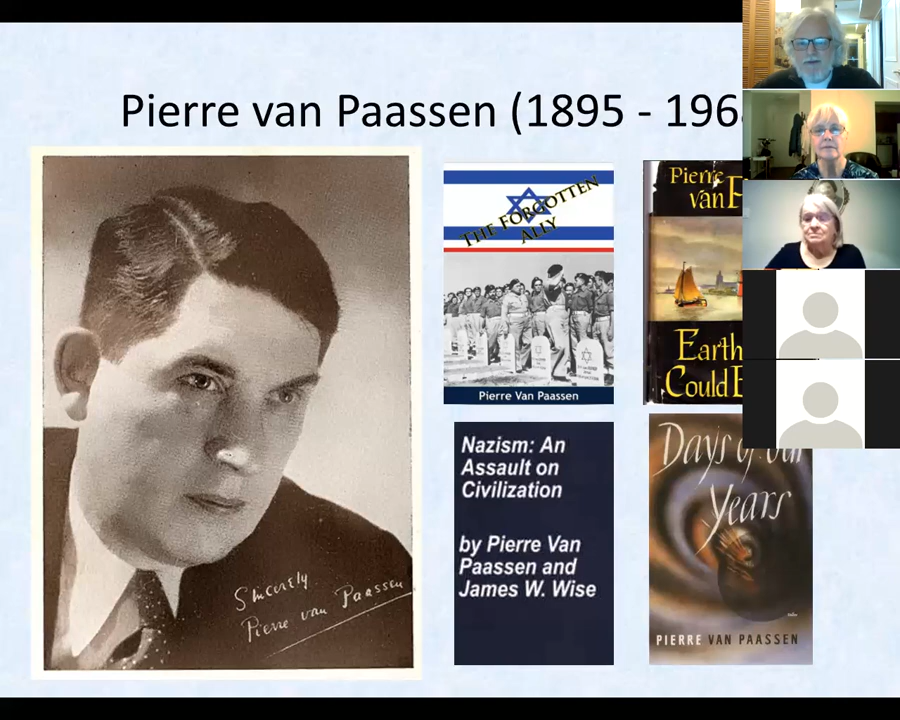 Pierre van Paassen (1895 - 196
THE FORGOTTEN
ALLY
Pierre Van Paassen
Pierre
van P
Earth
Could B
Nazism: An
Assault on
Civilization
by Pierre Van
Paassen and
James W. Wise
Days of our
Years
PIERRE VAN PAASSEN
Sincerely
Pierre van Paassen